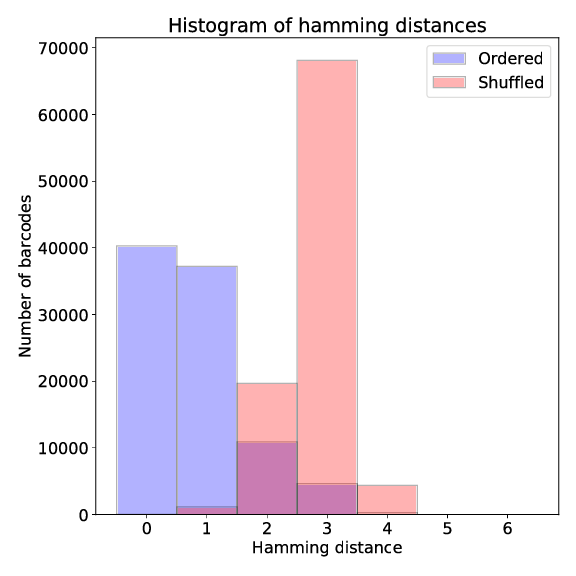 Histogram of hamming distances
Ordered
Shuffled
70000
60000
50000
40000
30000
20000
10000
0
Number of barcodes
0 1 2 3 4 5 6
Hamming distance